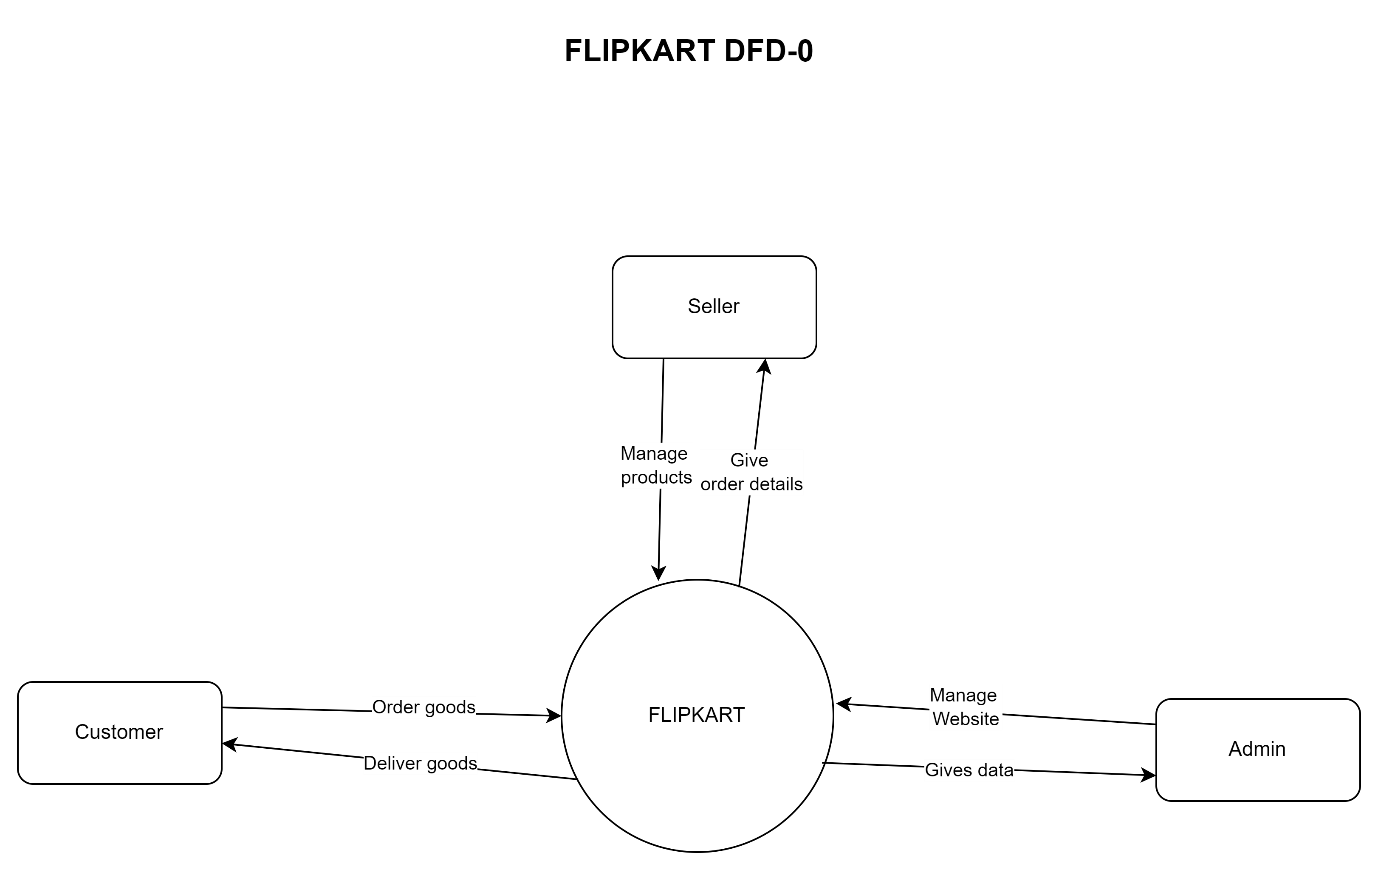 FLIPKART DFD-0
Seller
Manage
products
Give
order details
Customer
Order goods
Deliver goods
FLIPKART
Manage
Website
Gives data
Admin